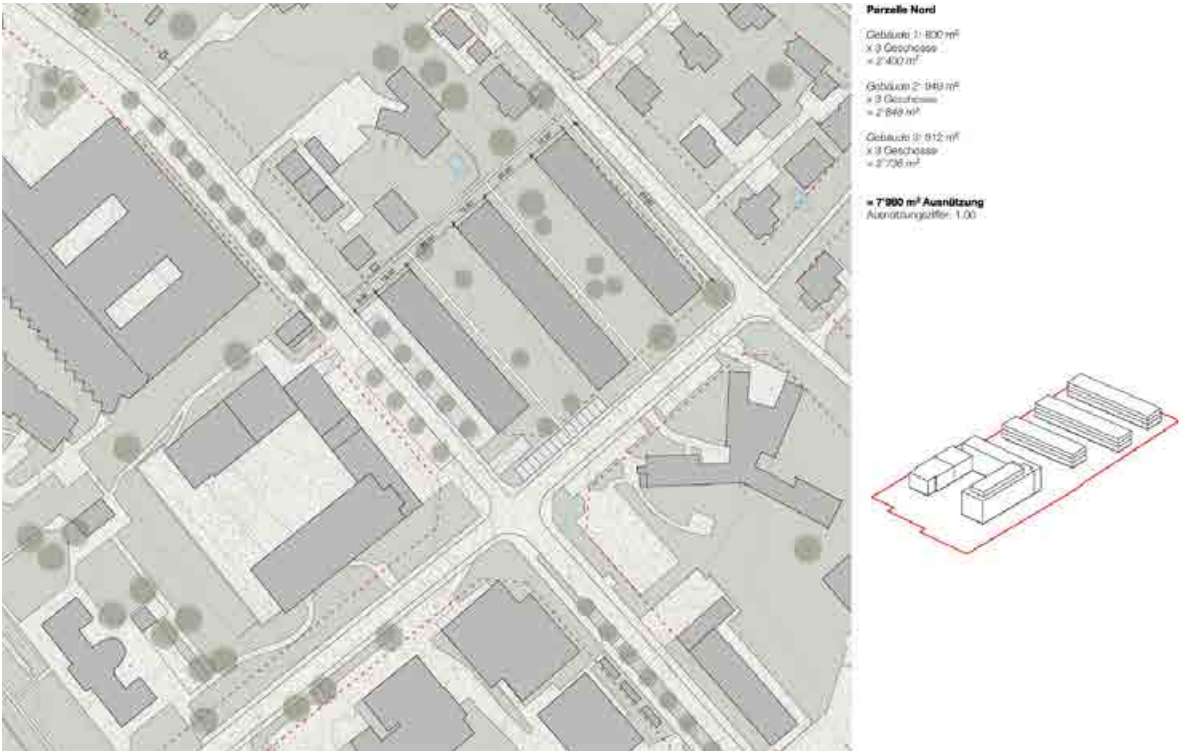 Parzelle Nord
Gebäude 1: 800 m²
x 3 Geschosse
= 2'400 m²
Gebäude 2: 949 m²
x 3 Geschosse
= 2'849 m²
Gebäude 3: 912 m²
x 3 Geschosse
= 2'736 m²
= 7'980 m² Ausnützung
Ausnützungsziffer: 1.00